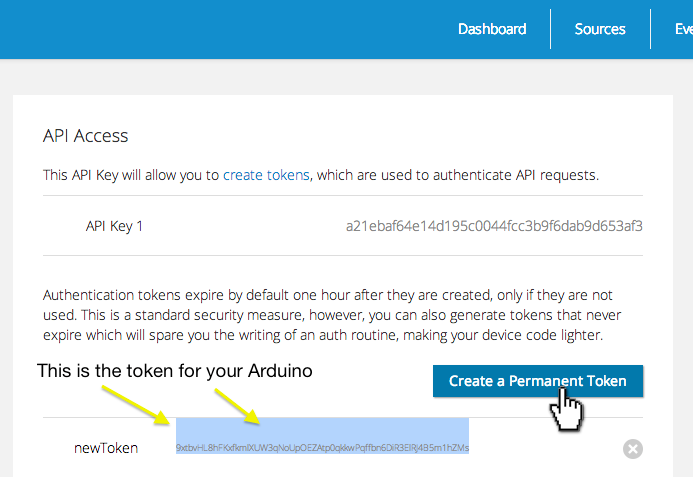 Dashboard
Sources
Eve
API Access
This API Key will allow you to create tokens, which are used to authenticate API requests.
API Key 1
a21ebaf64e14d195c0044fcc3b9f6dab9d653af3
Authentication tokens expire by default one hour after they are created, only if they are not
used. This is a standard security measure, however, you can also generate tokens that never
expire which will spare you the writing of an auth routine, making your device code lighter.
This is the token for your Arduino
Create a Permanent Token
newToken